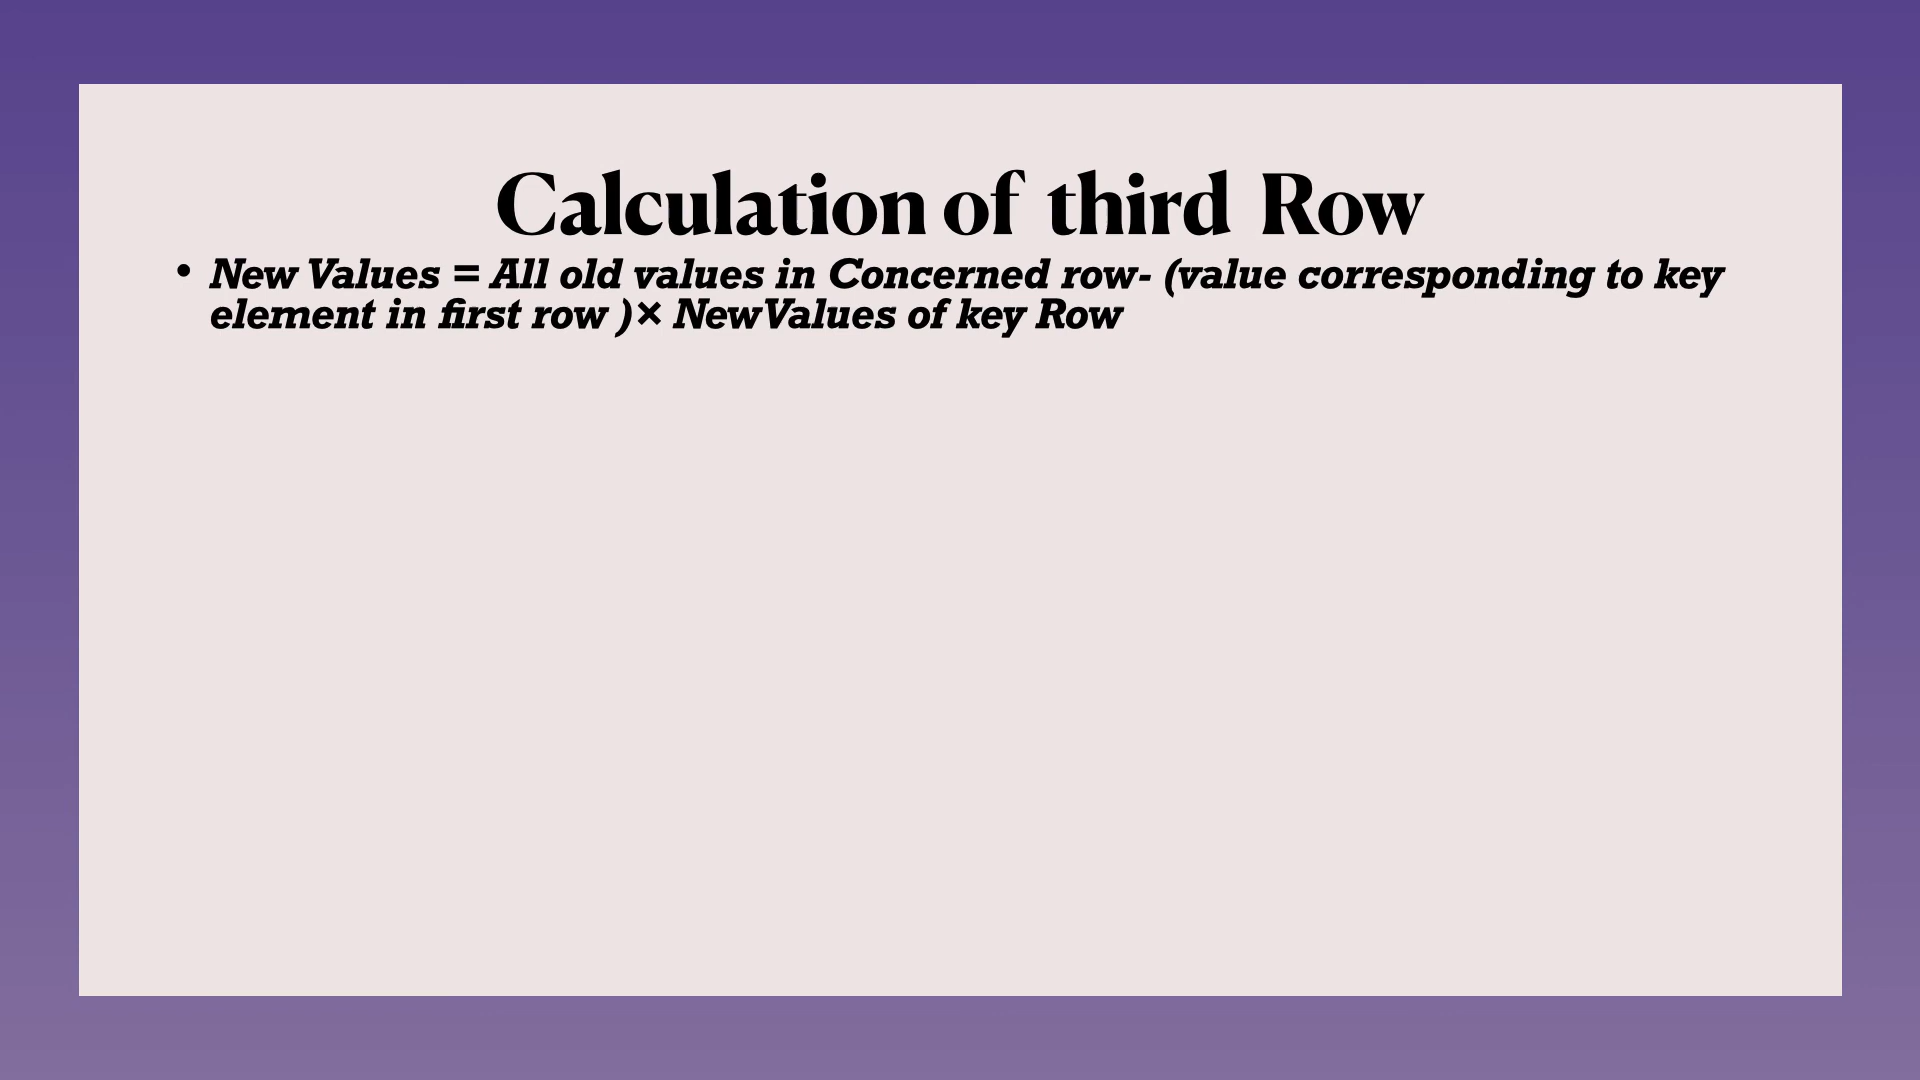 Calculation of third Row
• New Values = All old values in Concerned row- (value corresponding to key
element in first row )× NewValues of key Row